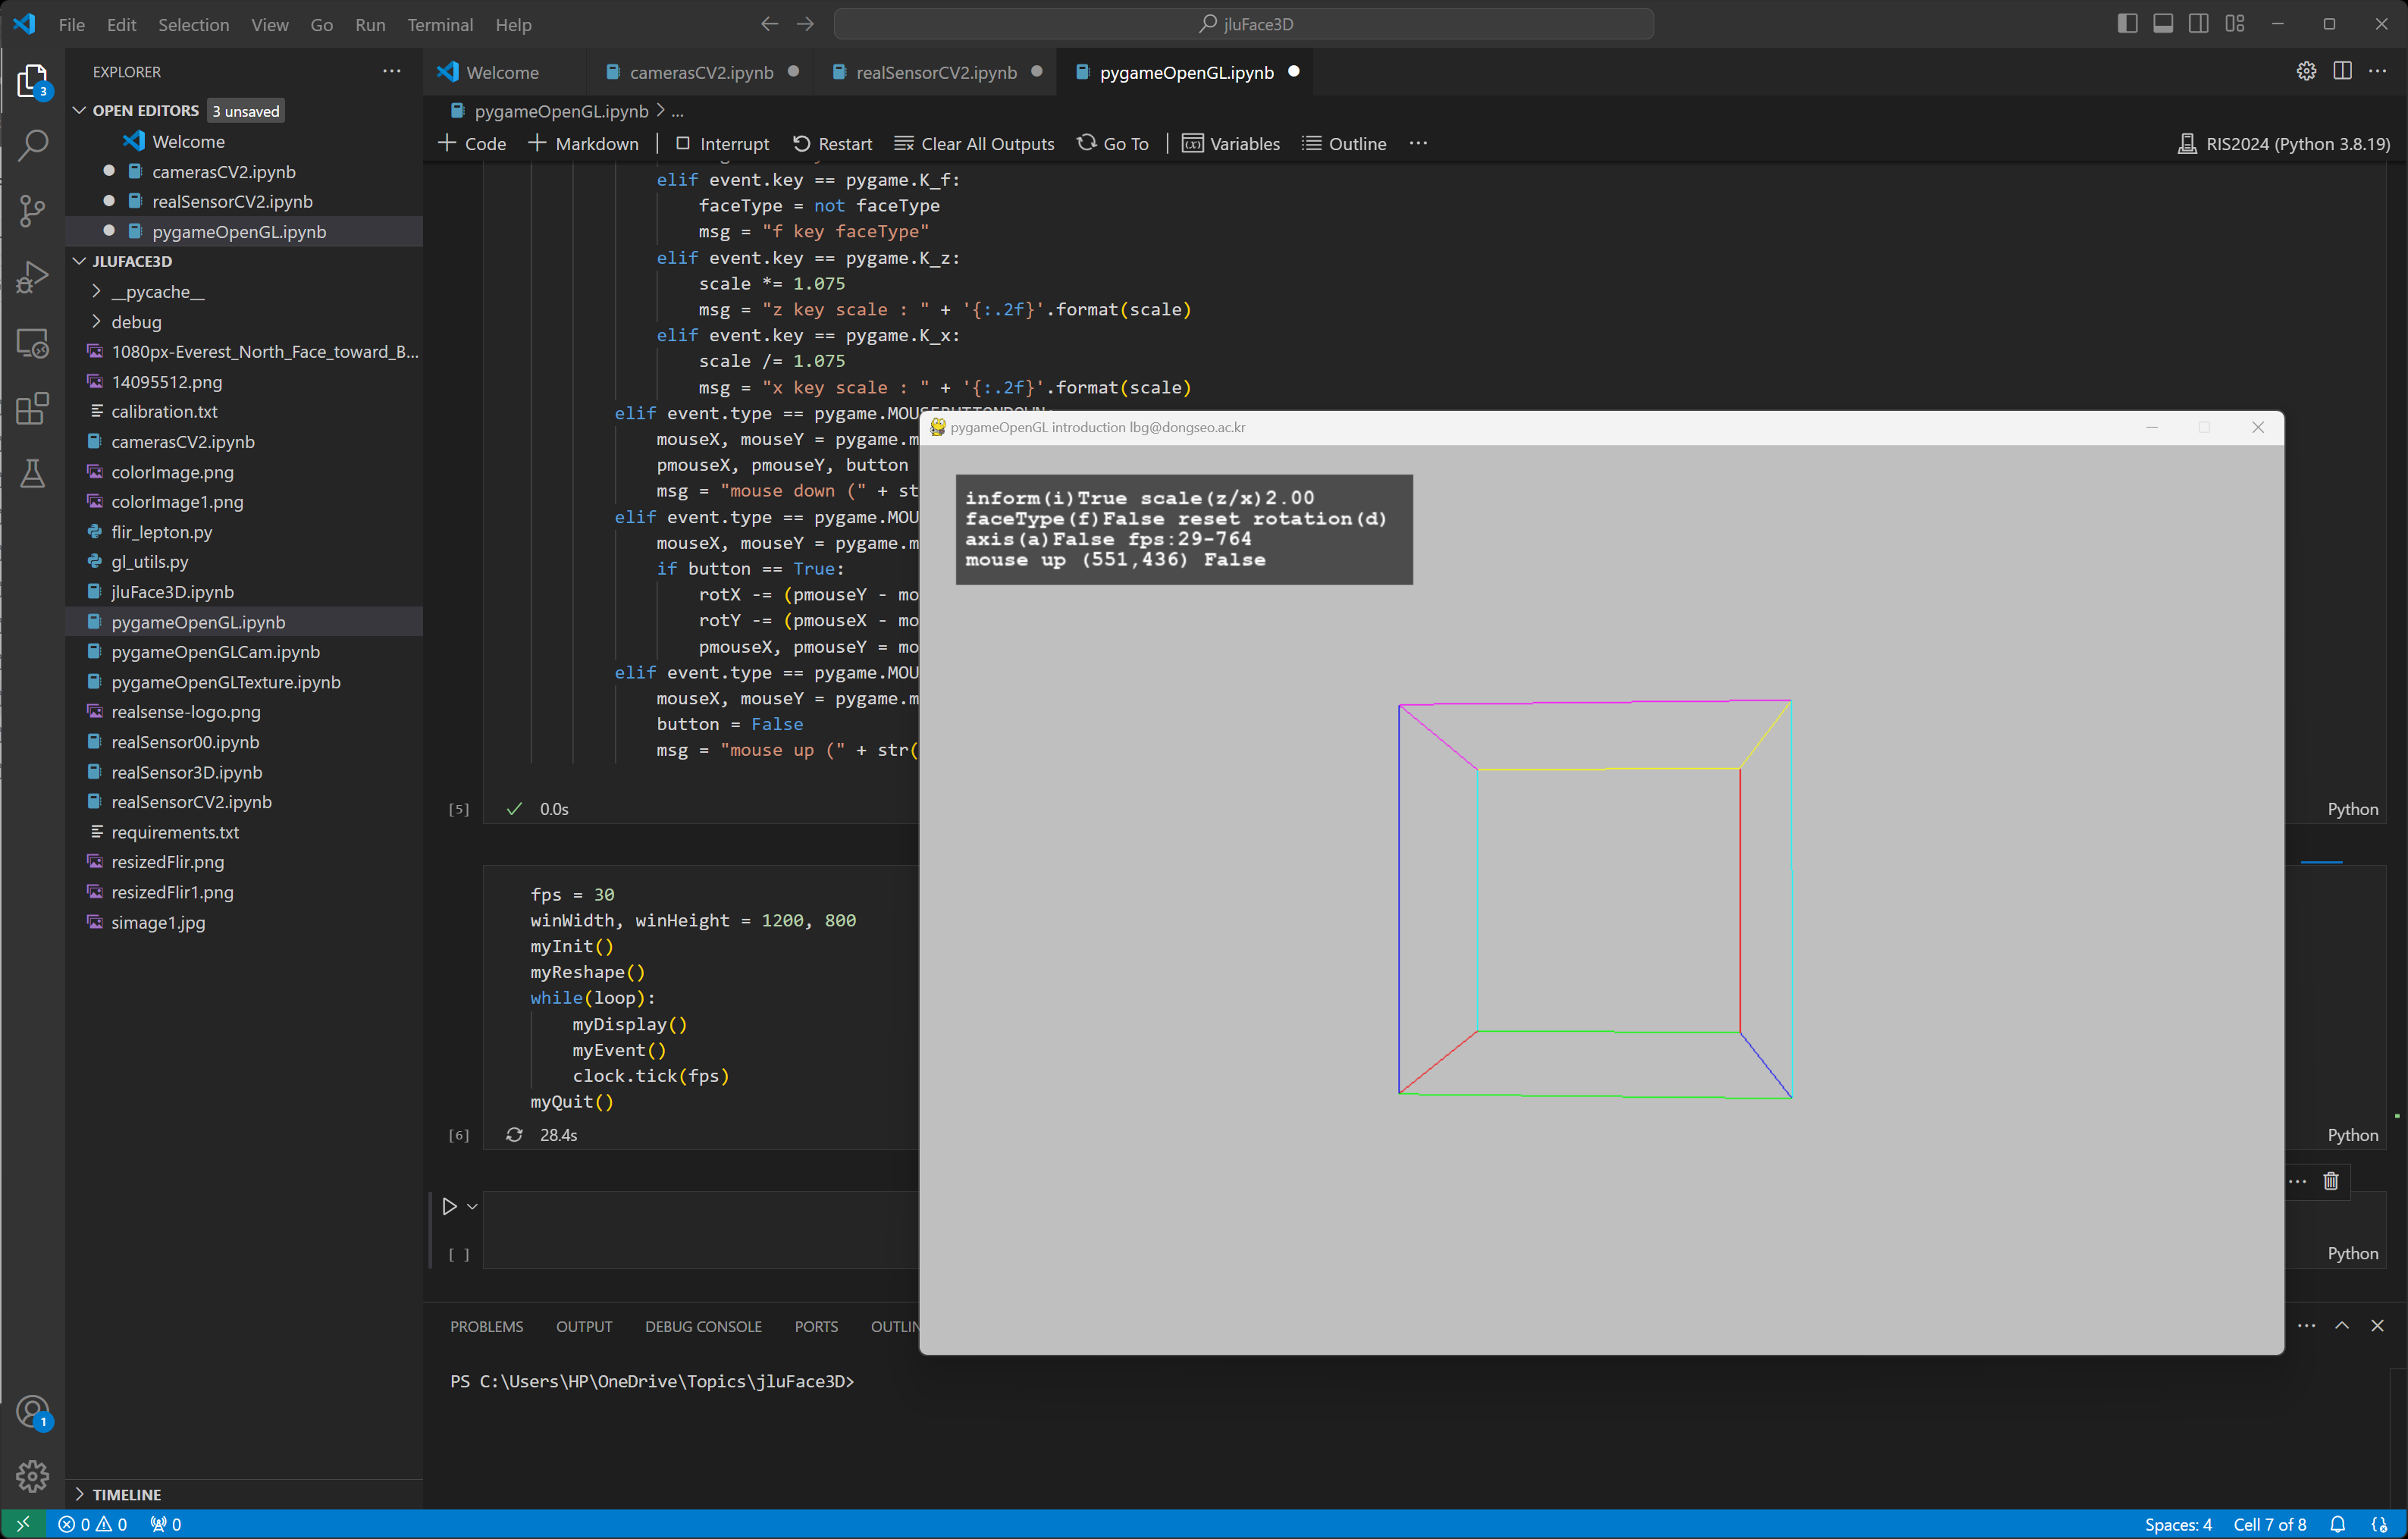 File Edit Selection View Go Run Terminal Help
jluFace3D
EXPLORER
OPEN EDITORS 3 unsaved
Welcome
camerasCV2.ipynb
realSensorCV2.ipynb
pygameOpenGL.ipynb
JLUFACE3D
__pycache__
debug
1080px-Everest_North_Face_toward_B...
14095512.png
calibration.txt
camerasCV2.ipynb
colorImage.png
colorImage1.png
flir_lepton.py
gl_utils.py
jluFace3D.ipynb
pygameOpenGL.ipynb
pygameOpenGLCam.ipynb
pygameOpenGLTexture.ipynb
realsense-logo.png
realSensor00.ipynb
realSensor3D.ipynb
realSensorCV2.ipynb
requirements.txt
resizedFlir.png
resizedFlir1.png
simage1.jpg
TIMELINE
3
1
Welcome camerasCV2.ipynb realSensorCV2.ipynb pygameOpenGL.ipynb
pygameOpenGL.ipynb > ...
Code Markdown Interrupt Restart Clear All Outputs Go To Variables Outline ... RIS2024 (Python 3.8.19)
elif event.key == pygame.K_f:
faceType = not faceType
msg = "f key faceType"
elif event.key == pygame.K_z:
scale *= 1.075
msg = "z key scale : " + '{:.2f}'.format(scale)
elif event.key == pygame.K_x:
scale /= 1.075
msg = "x key scale : " + '{:.2f}'.format(scale)
elif event.type == pygame.MOUSEBUTTONDOWN:
mouseX, mouseY = pygame.m
pmouseX, pmouseY, button
msg = "mouse down (" + st
elif event.type == pygame.MOU
mouseX, mouseY = pygame.m
if button == True:
rotX -= (pmouseY - mo
rotY -= (pmouseX - mo
pmouseX, pmouseY = mo
elif event.type == pygame.MOU
mouseX, mouseY = pygame.m
button = False
msg = "mouse up (" + str(
[5] 0.0s Python
fps = 30
winWidth, winHeight = 1200, 800
myInit()
myReshape()
while(loop):
myDisplay()
myEvent()
clock.tick(fps)
myQuit()
[6] 28.4s Python
[ ] Python
pygameOpenGL introduction lbg@dongseo.ac.kr
inform(i)True scale(z/x)2.00
faceType(f)False reset rotation(d)
axis(a)False fps:29-764
mouse up (551,436) False
PROBLEMS OUTPUT DEBUG CONSOLE PORTS OUTLIN
PS C:\Users\HP\OneDrive\Topics\jluFace3D>
0 0 0 Spaces: 4 Cell 7 of 8